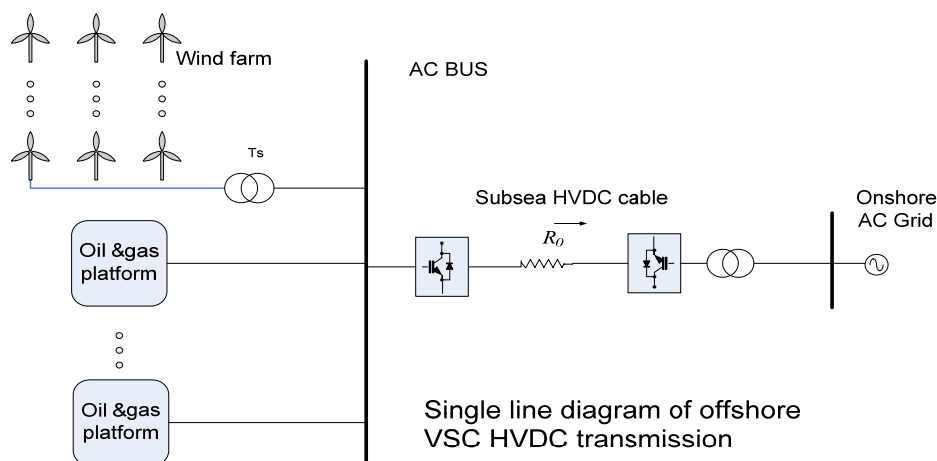 Wind farm
AC BUS
Ts
Subsea HVDC cable
R0
Onshore
AC Grid
Oil &gas
platform
Oil &gas
platform
Single line diagram of offshore
VSC HVDC transmission